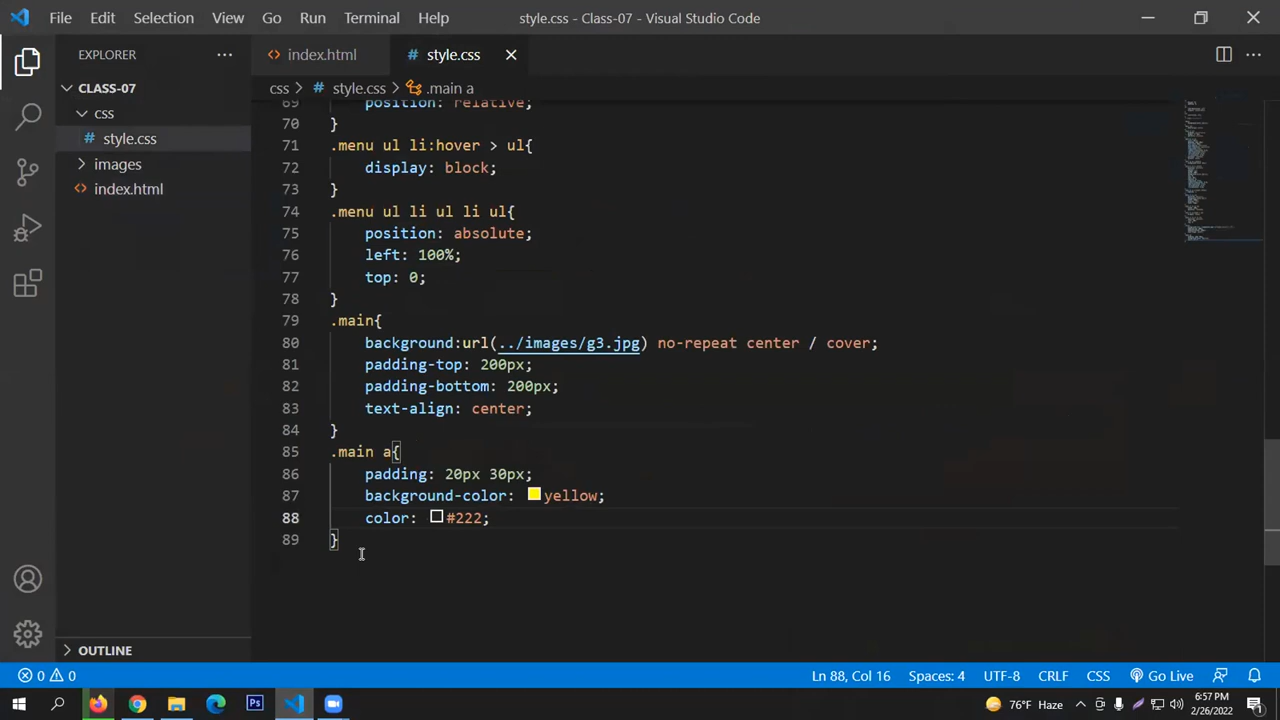 File Edit Selection View Go Run Terminal Help style.css - Class-07 - Visual Studio Code
EXPLORER
CLASS-07
css
style.css
images
index.html
OUTLINE
index.html style.css
css > style.css > .main a
69 position: relative;
70 }
71 .menu ul li:hover > ul{
72 display: block;
73 }
74 .menu ul li ul li ul{
75 position: absolute;
76 left: 100%;
77 top: 0;
78 }
79 .main{
80 background:url(../images/g3.jpg) no-repeat center / cover;
81 padding-top: 200px;
82 padding-bottom: 200px;
83 text-align: center;
84 }
85 .main a{
86 padding: 20px 30px;
87 background-color: yellow;
88 color: #222;
89 }
0 0 Ln 88, Col 16 Spaces: 4 UTF-8 CRLF CSS Go Live
Ps 76°F Haze 6:57 PM
2/26/2022